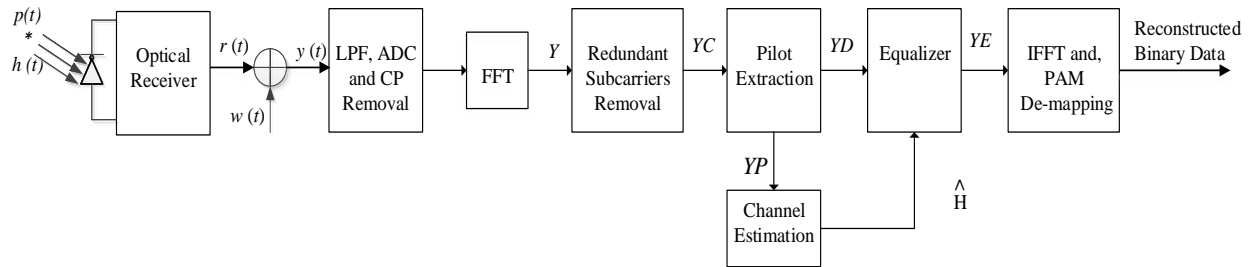 p(t)
*
h (t)
Optical
Receiver
r (t)
w (t)
y (t)
LPF, ADC
and CP
Removal
FFT
Y
Redundant
Subcarriers
Removal
YC
Pilot
Extraction
YD
Equalizer
YE
IFFT and,
PAM
De-mapping
Reconstructed
Binary Data
YP
Channel
Estimation
^
H